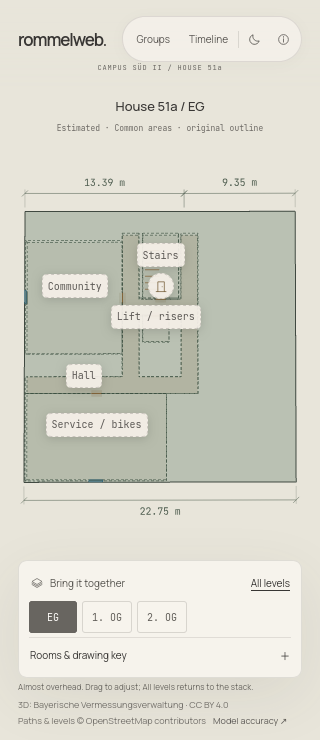 rommelweb.
Groups Timeline
CAMPUS SÜD II / HOUSE 51a
House 51a / EG
Estimated · Common areas · original outline
13.39 m 9.35 m
Stairs
Community
Lift / risers
Hall
Service / bikes
22.75 m
Bring it together All levels
EG 1. OG 2. OG
Rooms & drawing key +
Almost overhead. Drag to adjust; All levels returns to the stack.
3D: Bayerische Vermessungsverwaltung · CC BY 4.0
Paths & levels © OpenStreetMap contributors Model accuracy ↗